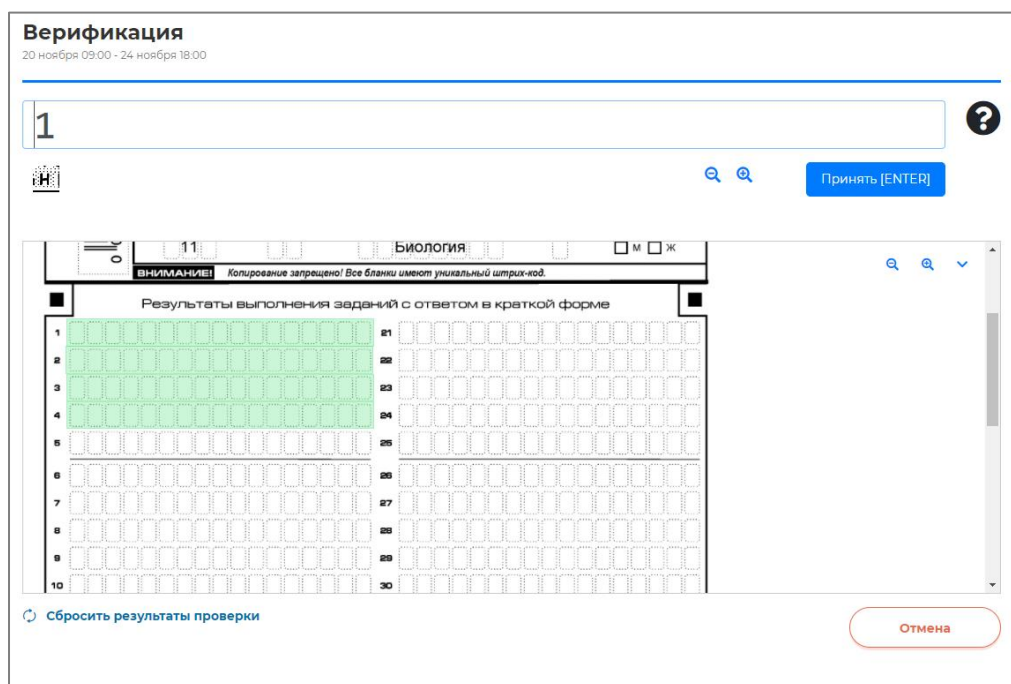 Верификация
20 ноября 09:00 - 24 ноября 18:00
1
?
Н
Принять [ENTER]
11 Биология М Ж
ВНИМАНИЕ! Копирование запрещено! Все бланки имеют уникальный штрих-код.
Результаты выполнения заданий с ответом в краткой форме
1 21
2 22
3 23
4 24
5 25
6 26
7 27
8 28
9 29
10 30
Сбросить результаты проверки
Отмена